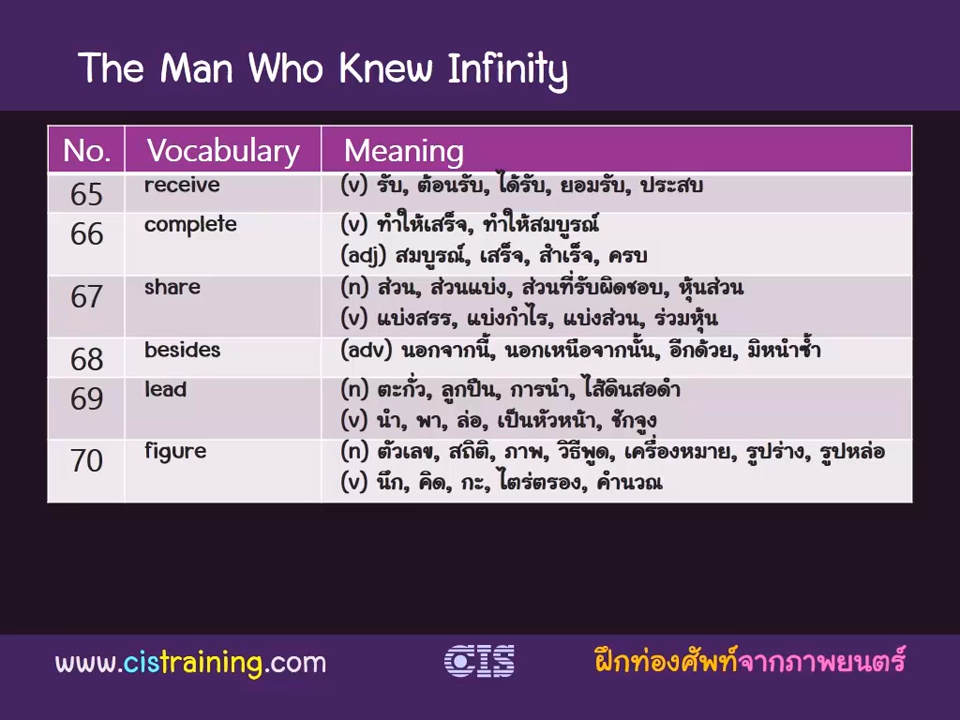 The Man Who Knew Infinity
No. Vocabulary Meaning
65 receive (v) รับ, ต้อนรับ, ได้รับ, ยอมรับ, ประสบ
66 complete (v) ทำให้เสร็จ, ทำให้สมบูรณ์
(adj) สมบูรณ์, เสร็จ, สำเร็จ, ครบ
67 share (n) ส่วน, ส่วนแบ่ง, ส่วนที่รับผิดชอบ, หุ้นส่วน
(v) แบ่งสรร, แบ่งกำไร, แบ่งส่วน, ร่วมหุ้น
68 besides (adv) นอกจากนี้, นอกเหนือจากนั้น, อีกด้วย, มิหนำซ้ำ
69 lead (n) ตะกั่ว, ลูกปืน, การนำ, ไส้ดินสอดำ
(v) นำ, พา, ล่อ, เป็นหัวหน้า, ชักจูง
70 figure (n) ตัวเลข, สถิติ, ภาพ, วิธีพูด, เครื่องหมาย, รูปร่าง, รูปหล่อ
(v) นึก, คิด, กะ, ไตร่ตรอง, คำนวณ
www.cistraining.com CIS ฝึกท่องศัพท์จากภาพยนตร์